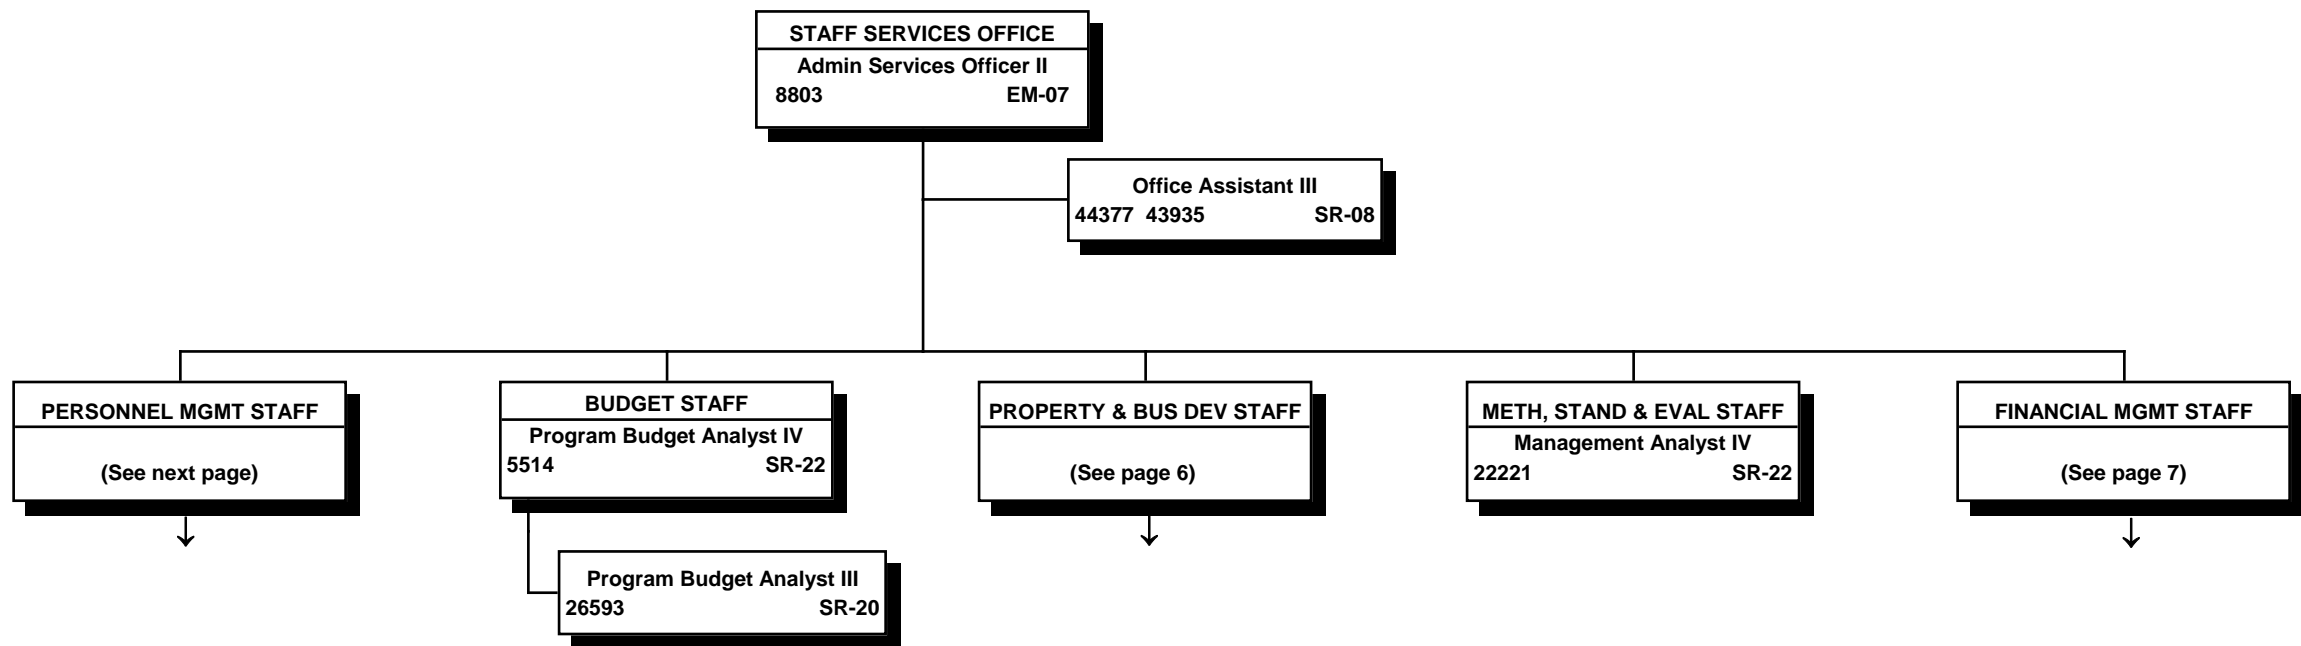 STAFF SERVICES OFFICE
Admin Services Officer II
8803 EM-07
Office Assistant III
44377 43935 SR-08
PERSONNEL MGMT STAFF
(See next page)
BUDGET STAFF
Program Budget Analyst IV
5514 SR-22
Program Budget Analyst III
26593 SR-20
PROPERTY & BUS DEV STAFF
(See page 6)
METH, STAND & EVAL STAFF
Management Analyst IV
22221 SR-22
FINANCIAL MGMT STAFF
(See page 7)